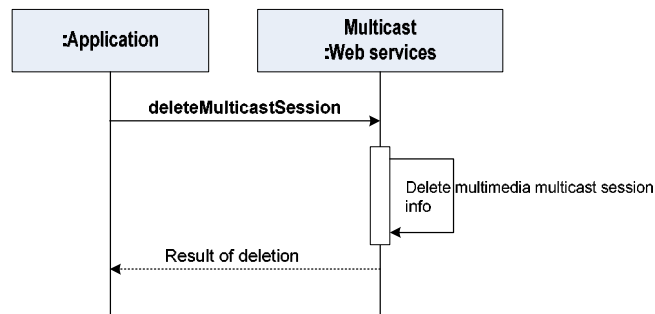 :Application
Multicast
:Web services
deleteMulticastSession
Delete multimedia multicast session
info
Result of deletion